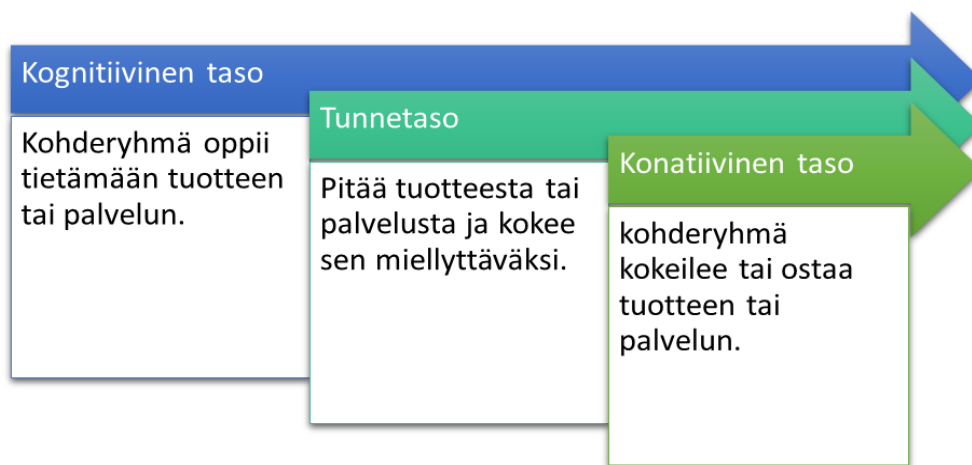 Kognitiivinen taso
Kohderyhmä oppii
tietämään tuotteen
tai palvelun.
Tunnetaso
Pitää tuotteesta tai
palvelusta ja kokee
sen miellyttäväksi.
Konatiivinen taso
kohderyhmä
kokeilee tai ostaa
tuotteen tai
palvelun.